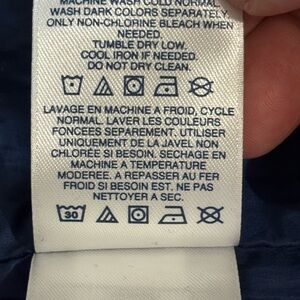 MACHINE WASH COLD NORMAL.
WASH DARK COLORS SEPARATELY.
ONLY NON-CHLORINE BLEACH WHEN
NEEDED.
TUMBLE DRY LOW.
COOL IRON IF NEEDED.
DO NOT DRY CLEAN.
LAVAGE EN MACHINE A FROID, CYCLE
NORMAL. LAVER LES COULEURS
FONCEES SEPAREMENT. UTILISER
UNIQUEMENT DE LA JAVEL NON
CHLORÉE SI BESOIN. SECHAGE EN
MACHINE A TEMPERATURE
MODEREE. A REPASSER AU FER
FROID SI BESOIN EST. NE PAS
NETTOYER A SEC.
30